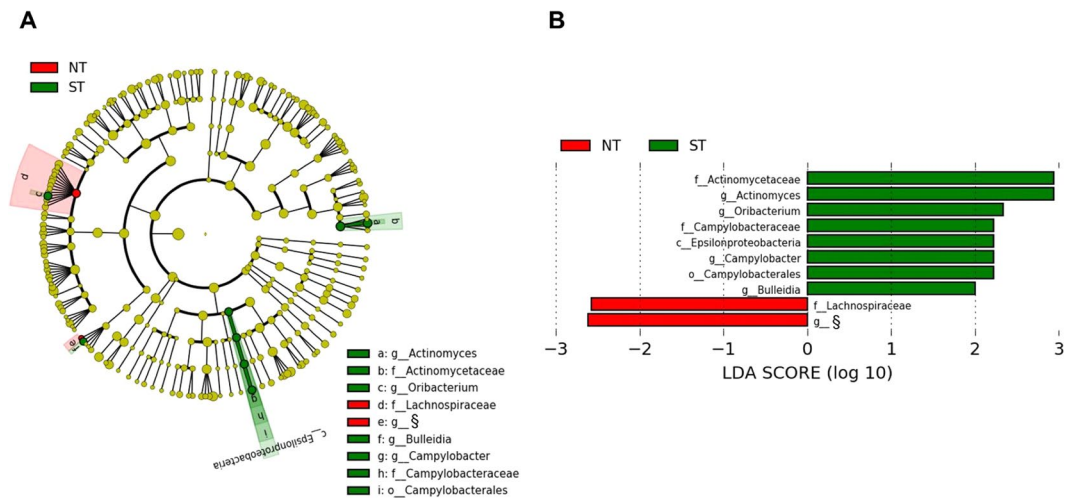 A
NT
ST
d
c
a
b
e
f
g
h
i
c__Epsilonproteobacteria
a: g__Actinomyces
b: f__Actinomycetaceae
c: g__Oribacterium
d: f__Lachnospiraceae
e: g__§
f: g__Bulleidia
g: g__Campylobacter
h: f__Campylobacteraceae
i: o__Campylobacterales
B
NT ST
f__Actinomycetaceae
g__Actinomyces
g__Oribacterium
f__Campylobacteraceae
c__Epsilonproteobacteria
g__Campylobacter
o__Campylobacterales
g__Bulleidia
f__Lachnospiraceae
g__§
−3 −2 −1 0 1 2 3
LDA SCORE (log 10)